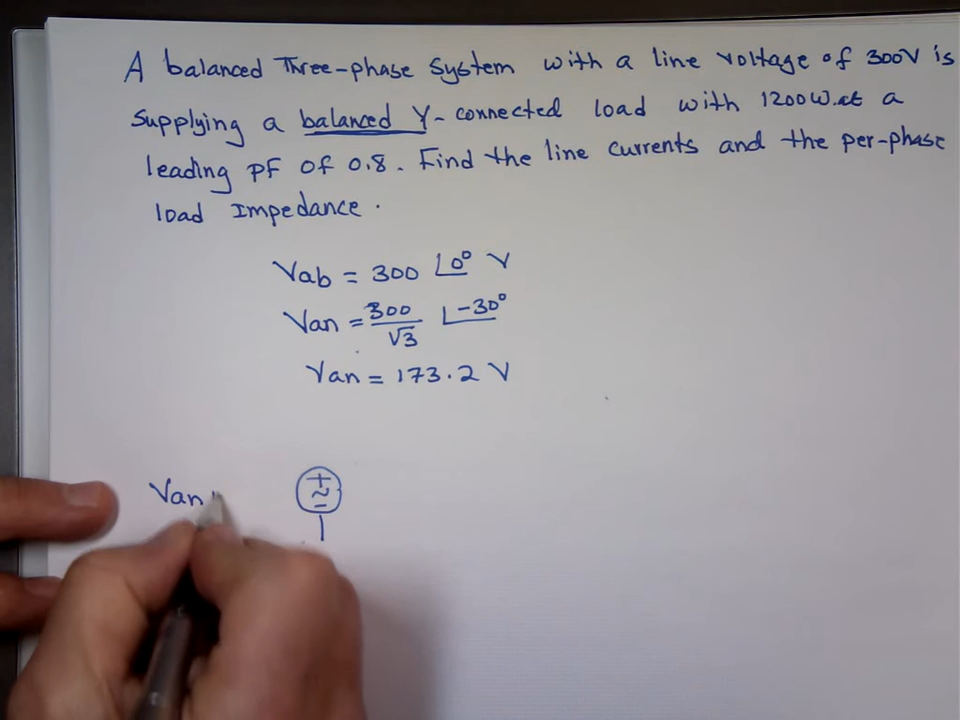 A balanced Three-phase System with a line voltage of 300V is
Supplying a balanced Y-connected load with 1200W at a
leading PF of 0.8. Find the line currents and the per-phase
load Impedance.
Vab = 300 ∠0° V
Van = 300/√3 ∠-30°
Van = 173.2 V
Van
+
~
-